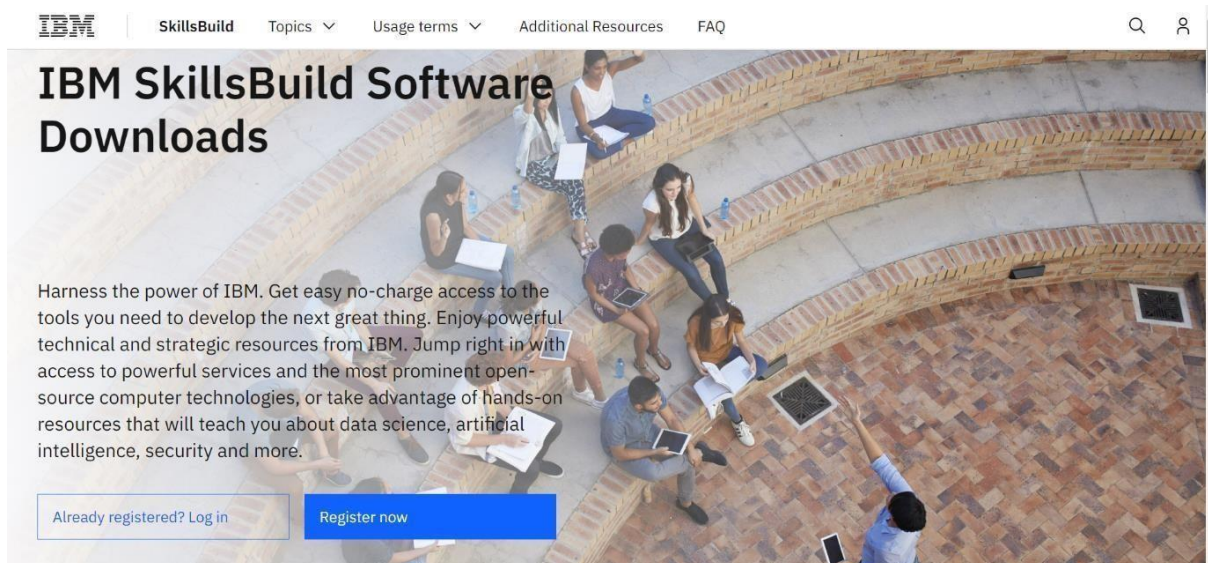 IBM
SkillsBuild
Topics
Usage terms
Additional Resources
FAQ
IBM SkillsBuild Software
Downloads
Harness the power of IBM. Get easy no-charge access to the
tools you need to develop the next great thing. Enjoy powerful
technical and strategic resources from IBM. Jump right in with
access to powerful services and the most prominent open-
source computer technologies, or take advantage of hands-on
resources that will teach you about data science, artificial
intelligence, security and more.
Already registered? Log in
Register now